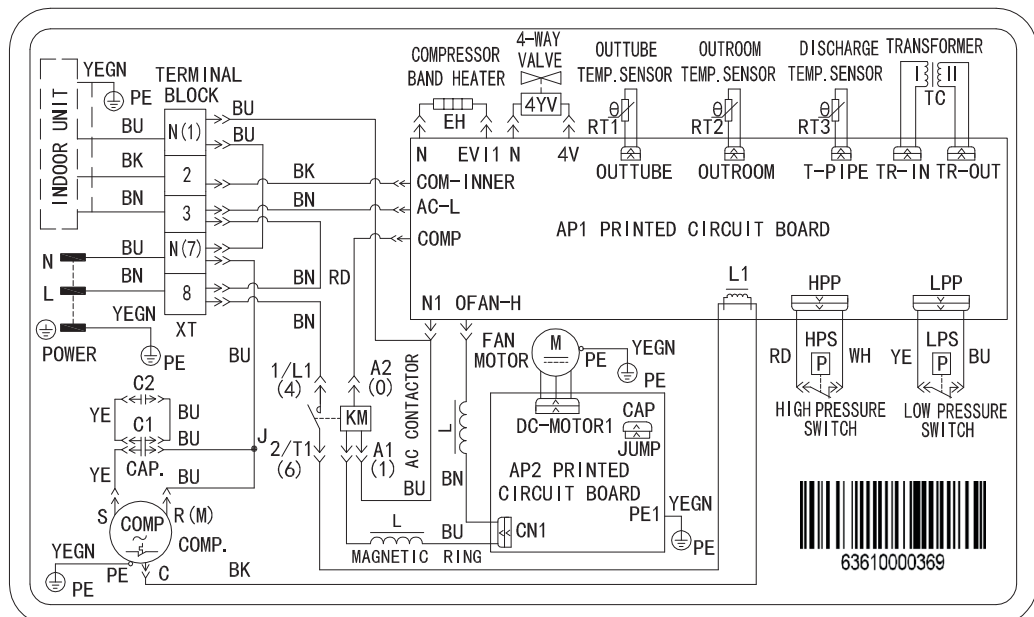 4-WAY
COMPRESSOR VALVE OUTTUBE OUTROOM DISCHARGE TRANSFORMER
BAND HEATER TEMP.SENSOR TEMP.SENSOR TEMP.SENSOR
YEGN
TERMINAL
BLOCK
PE
BU
INDOOR UNIT
EH
4YV
θ RT1
θ RT2
θ RT3
I II
TC
BU
N(1)
BU
N EVI1 N 4V OUTTUBE OUTROOM T-PIPE TR-IN TR-OUT
BK
2
BK
COM-INNER
BN
3
BN
AC-L
AP1 PRINTED CIRCUIT BOARD
COMP
N
BU
N(7)
L
BN
8
BN
RD
YEGN
XT
BN
POWER
PE
BU
N1 OFAN-H
L1
HPP
LPP
FAN
MOTOR
M
PE
YEGN
PE
RD
HPS
P
WH
YE
LPS
P
BU
HIGH PRESSURE
SWITCH
LOW PRESSURE
SWITCH
C2
YE
BU
C1
BU
CAP.
YE
BU
J
1/L1
(4)
A2
(0)
KM
2/T1
(6)
A1
(1)
AC CONTACTOR
BU
L
BN
DC-MOTOR1
CAP
JUMP
AP2 PRINTED
CIRCUIT BOARD
PE1
YEGN
PE
CN1
L
BU
MAGNETIC RING
S
R(M)
COMP
COMP.
YEGN
PE
PE
C
BK
63610000369